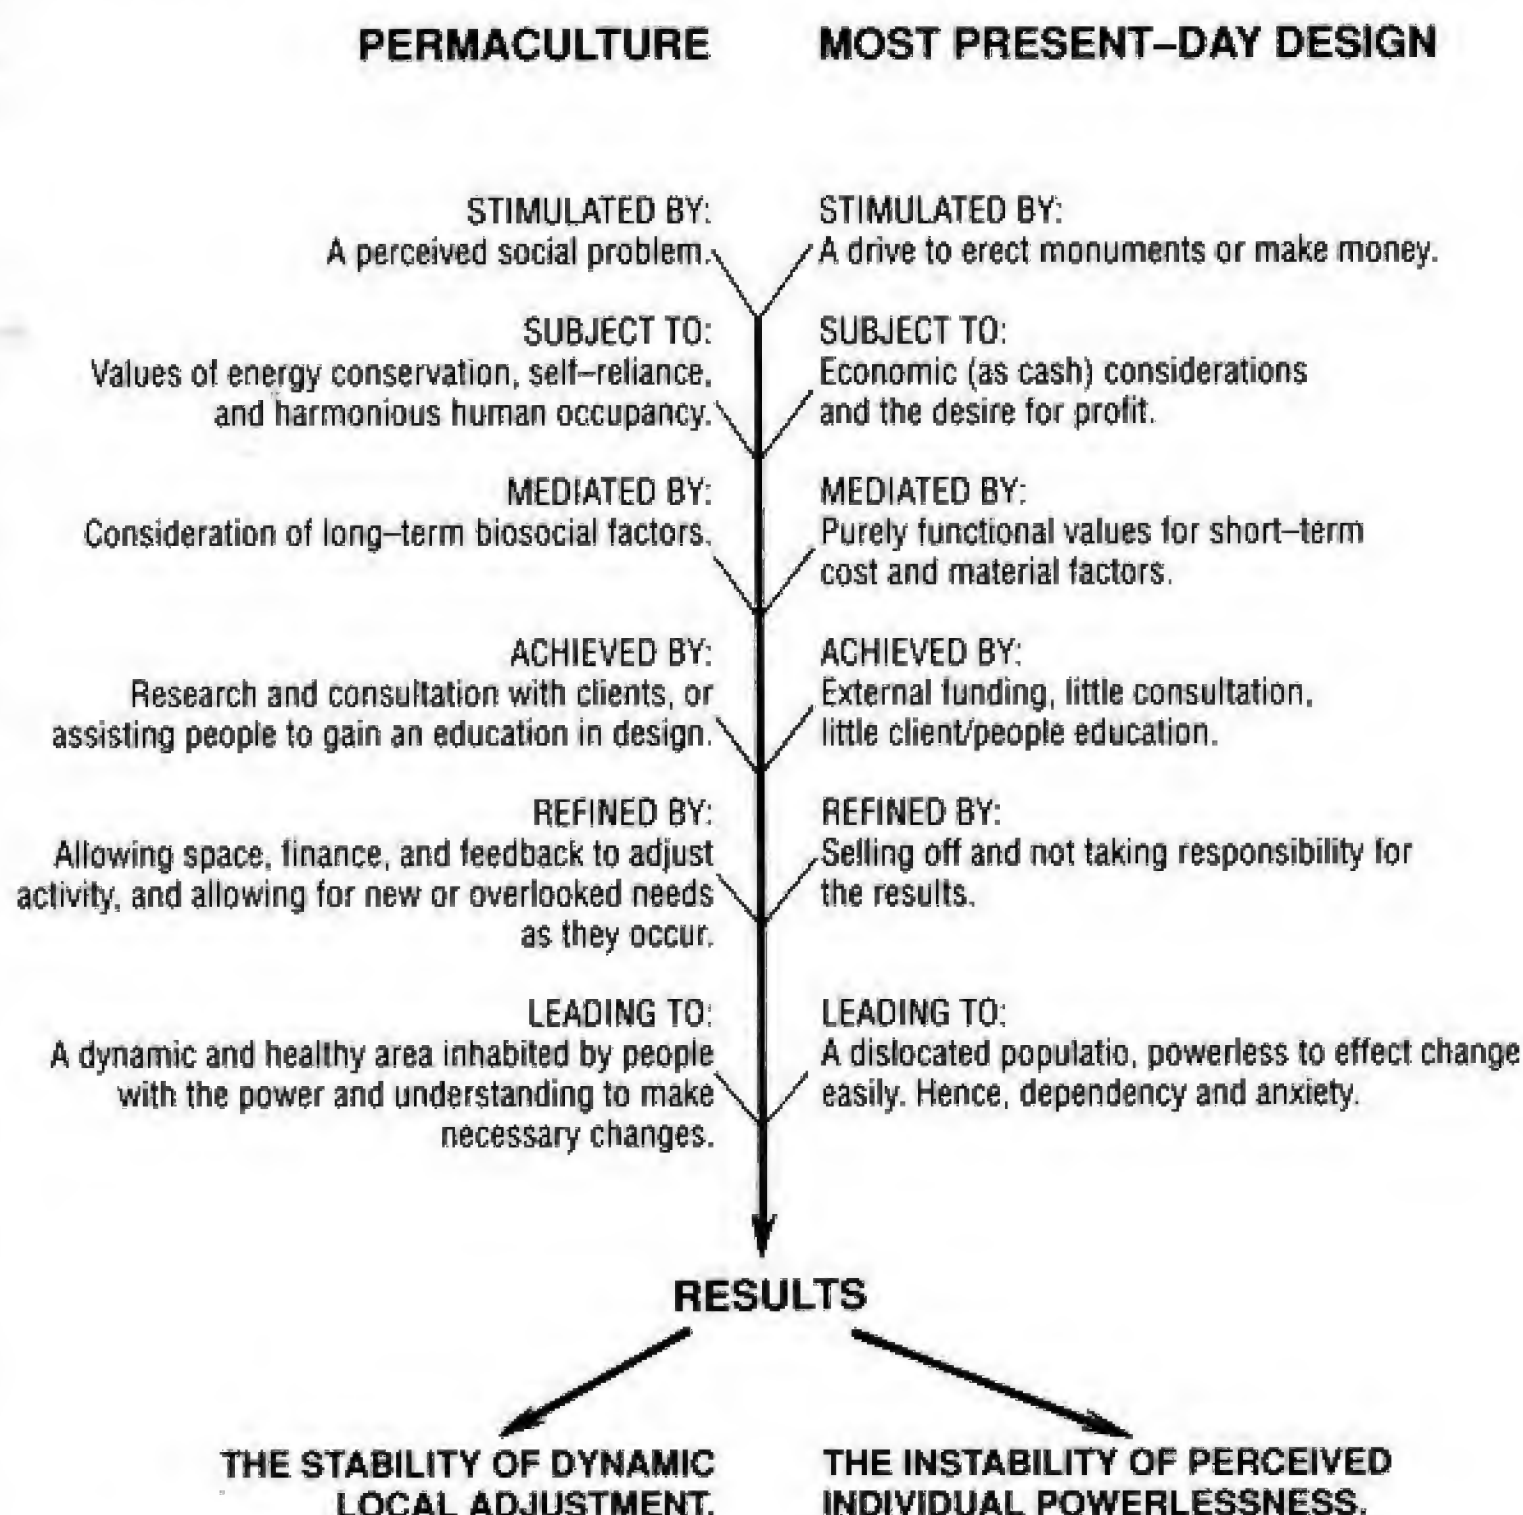 PERMACULTURE
MOST PRESENT–DAY DESIGN
STIMULATED BY:
A perceived social problem.
STIMULATED BY:
A drive to erect monuments or make money.
SUBJECT TO:
Values of energy conservation, self–reliance,
and harmonious human occupancy.
SUBJECT TO:
Economic (as cash) considerations
and the desire for profit.
MEDIATED BY:
Consideration of long–term biosocial factors.
MEDIATED BY:
Purely functional values for short–term
cost and material factors.
ACHIEVED BY:
Research and consultation with clients, or
assisting people to gain an education in design.
ACHIEVED BY:
External funding, little consultation,
little client/people education.
REFINED BY:
Allowing space, finance, and feedback to adjust
activity, and allowing for new or overlooked needs
as they occur.
REFINED BY:
Selling off and not taking responsibility for
the results.
LEADING TO:
A dynamic and healthy area inhabited by people
with the power and understanding to make
necessary changes.
LEADING TO:
A dislocated populatio, powerless to effect change
easily. Hence, dependency and anxiety.
RESULTS
THE STABILITY OF DYNAMIC
LOCAL ADJUSTMENT.
THE INSTABILITY OF PERCEIVED
INDIVIDUAL POWERLESSNESS.